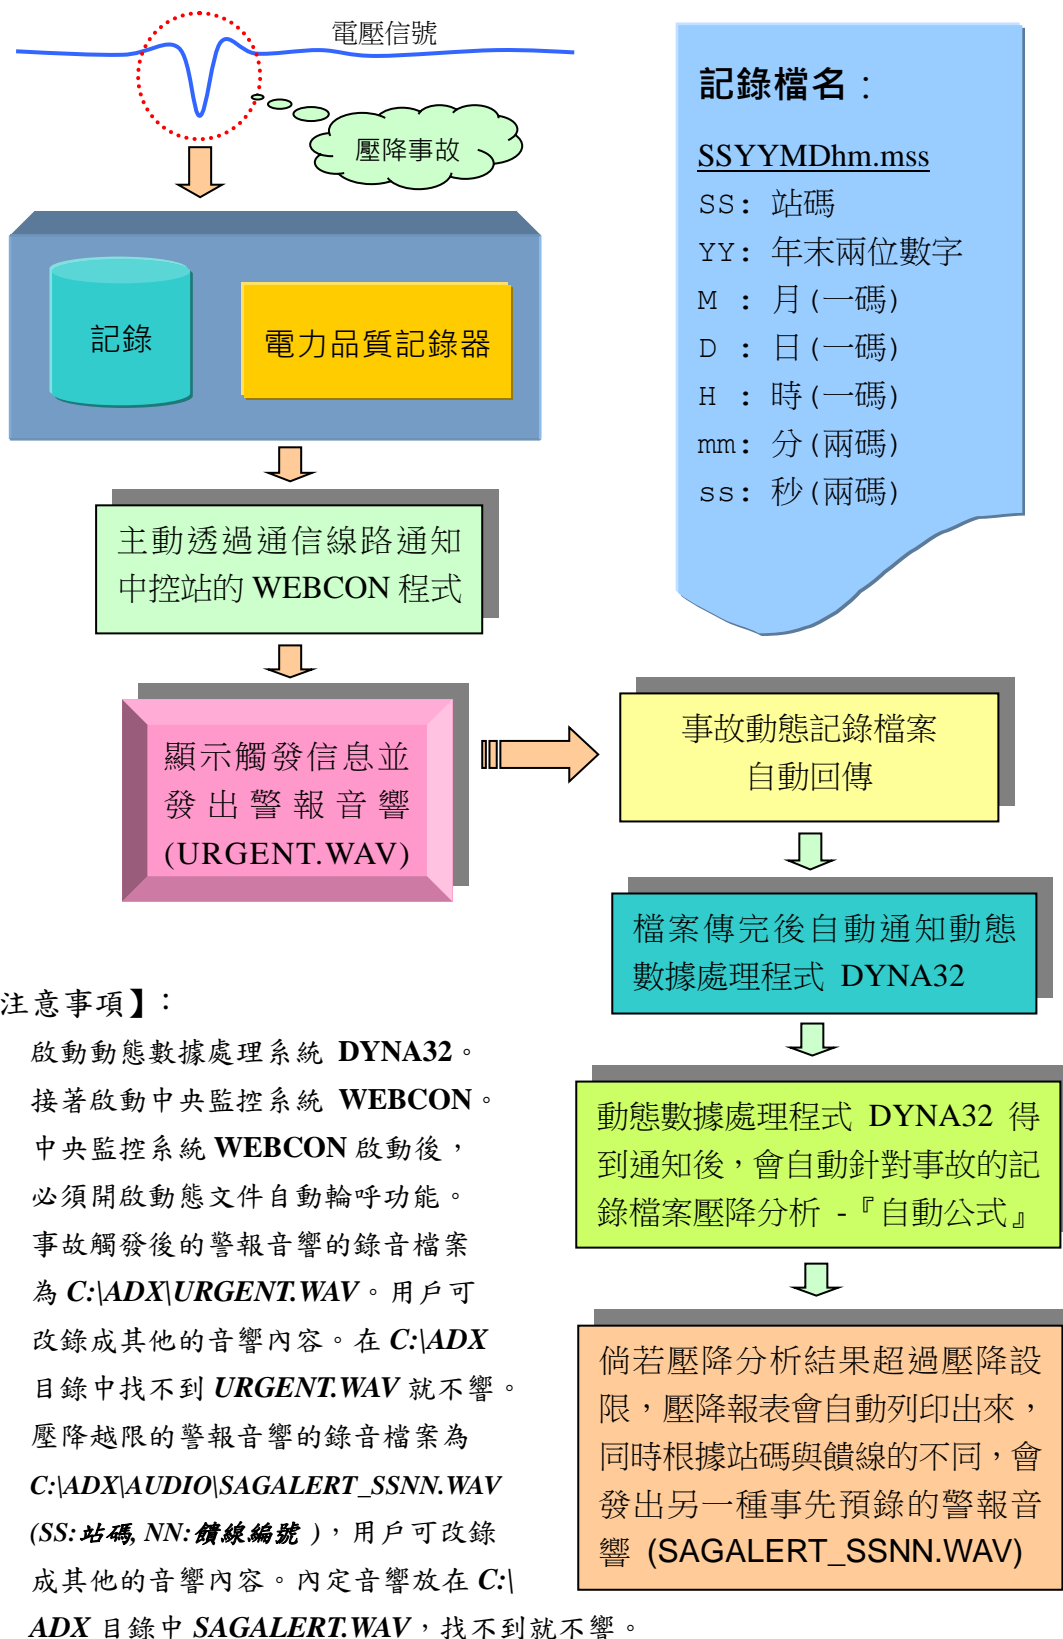 電壓信號
壓降事故
記錄檔名：
SSYYMDhm.mss
SS: 站碼
YY: 年末兩位數字
M : 月(一碼)
D : 日(一碼)
H : 時(一碼)
mm: 分(兩碼)
ss: 秒(兩碼)
記錄
電力品質記錄器
主動透過通信線路通知
中控站的 WEBCON 程式
顯示觸發信息並
發出警報音響
(URGENT.WAV)
事故動態記錄檔案
自動回傳
檔案傳完後自動通知動態
數據處理程式 DYNA32
動態數據處理程式 DYNA32 得
到通知後，會自動針對事故的記
錄檔案壓降分析 -『自動公式』
倘若壓降分析結果超過壓降設
限，壓降報表會自動列印出來，
同時根據站碼與饋線的不同，會
發出另一種事先預錄的警報音
響 (SAGALERT_SSNN.WAV)
注意事項】：
啟動動態數據處理系統 DYNA32。
接著啟動中央監控系統 WEBCON。
中央監控系統 WEBCON 啟動後，
必須開啟動態文件自動輪呼功能。
事故觸發後的警報音響的錄音檔案
為 C:\ADX\URGENT.WAV。用戶可
改錄成其他的音響內容。在 C:\ADX
目錄中找不到 URGENT.WAV 就不響。
壓降越限的警報音響的錄音檔案為
C:\ADX\AUDIO\SAGALERT_SSNN.WAV
(SS:站碼, NN:饋線編號 )，用戶可改錄
成其他的音響內容。內定音響放在 C:\
ADX 目錄中 SAGALERT.WAV，找不到就不響。